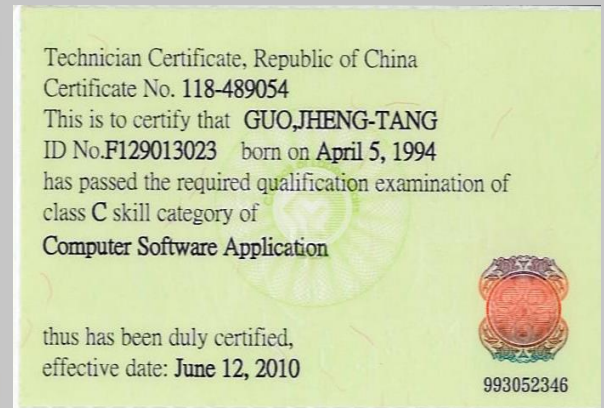 Technician Certificate, Republic of China
Certificate No. 118-489054
This is to certify that GUO,JHENG-TANG
ID No.F129013023 born on April 5, 1994
has passed the required qualification examination of
class C skill category of
Computer Software Application
thus has been duly certified,
effective date: June 12, 2010
993052346